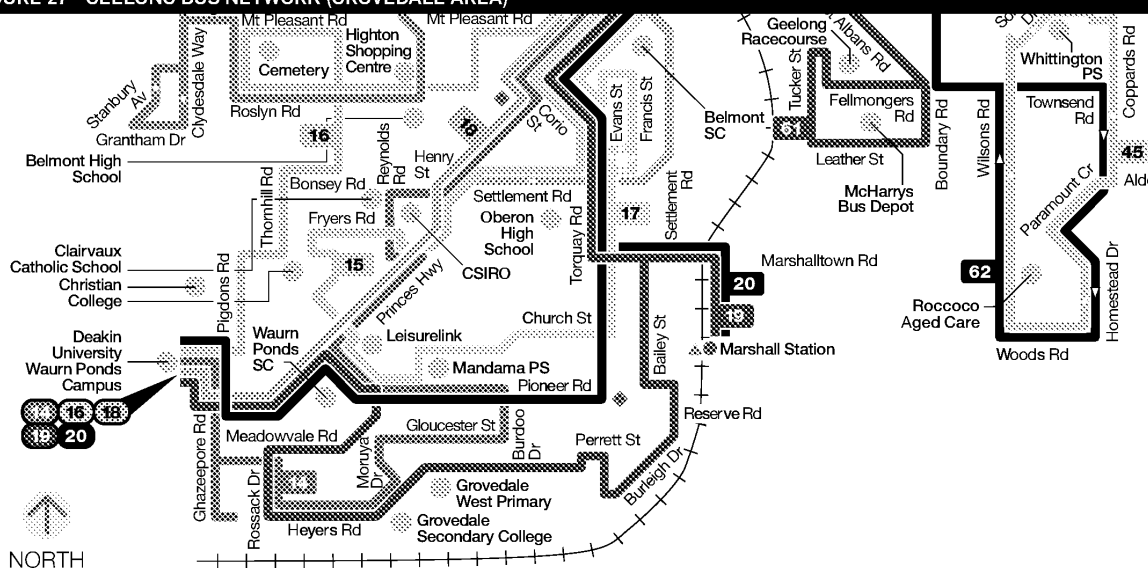 GEELONG BUS NETWORK (GROVEDALE AREA)
Mt Pleasant Rd
Mt Pleasant Rd
Highton
Shopping
Centre
Cemetery
Clydesdale Way
Stanbury
Av
Roslyn Rd
Grantham Dr
16
Belmont High
School
Reynolds
Rd
Henry
St
18
Corio
St
Evans St
Francis St
Belmont
SC
Geelong
Racecourse
Albans Rd
Tucker St
Fellmongers
Rd
61
Leather St
McHarrys
Bus Depot
Boundary Rd
Wilsons Rd
Whittington
PS
Townsend
Rd
Coppards Rd
45
Paramount Cr
Thornhill Rd
Bonsey Rd
Fryers Rd
15
Settlement Rd
Oberon
High
School
Torquay Rd
17
Settlement
Rd
Marshalltown Rd
20
19
Marshall Station
62
Roccoco
Aged Care
Homestead Dr
Woods Rd
Clairvaux
Catholic School
Christian
College
Pigdons Rd
CSIRO
Princes Hwy
Leisurelink
Church St
Bailey St
Deakin
University
Waurn Ponds
Campus
14 16 18
19 20
Waurn
Ponds
SC
Mandama PS
Pioneer Rd
Reserve Rd
Meadowvale Rd
Gloucester St
Burdoo
Dr
Perrett St
Burleigh Dr
Ghazeepore Rd
Rossack Dr
Moruya
Dr
14
Heyers Rd
Grovedale
West Primary
Grovedale
Secondary College
NORTH